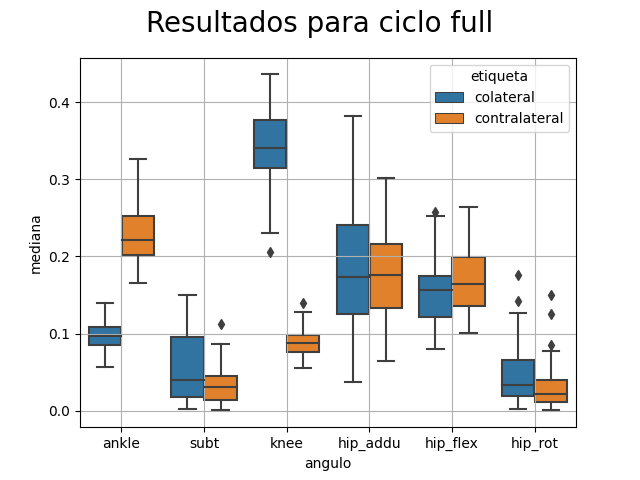 Resultados para ciclo full
etiqueta
colateral
contralateral
0.4
0.3
0.2
0.1
0.0
mediana
ankle subt knee hip_addu hip_flex hip_rot
angulo